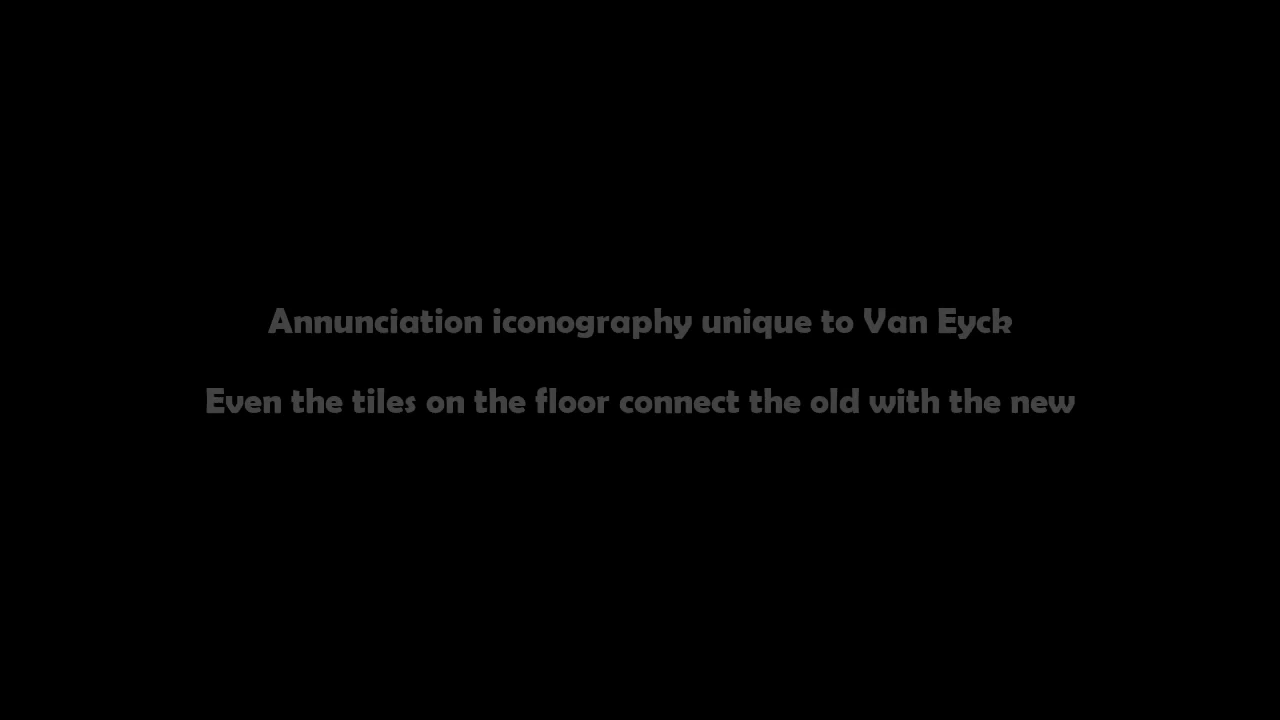 Annunciation iconography unique to Van Eyck
Even the tiles on the floor connect the old with the new